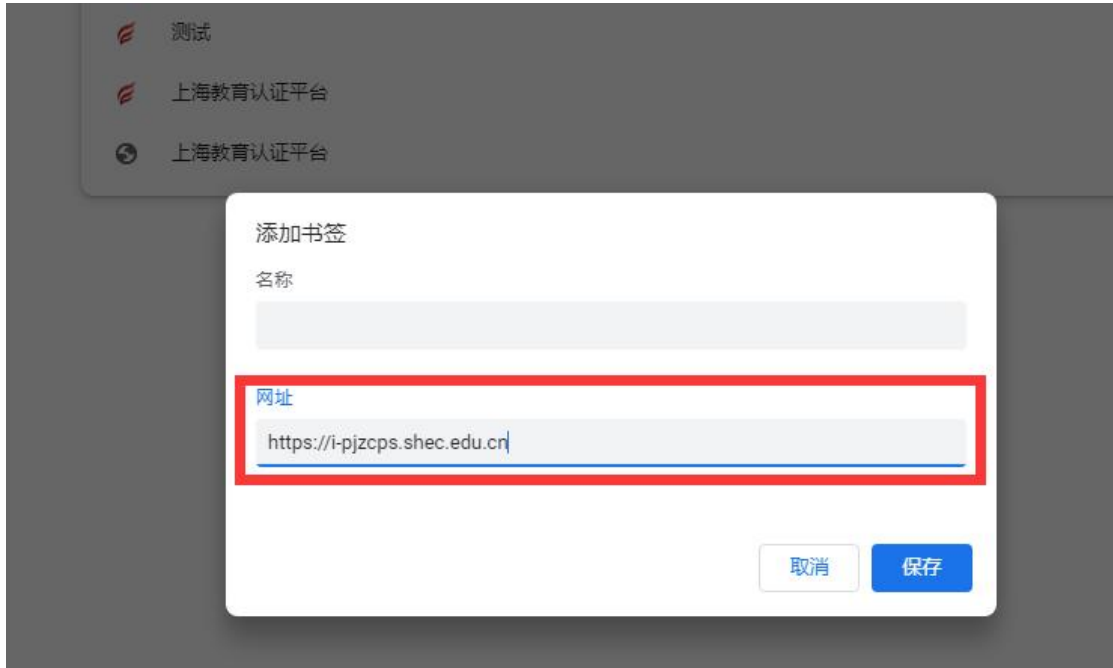 测试
上海教育认证平台
上海教育认证平台
添加书签
名称
网址
https://i-pjzcps.shec.edu.cn
取消
保存